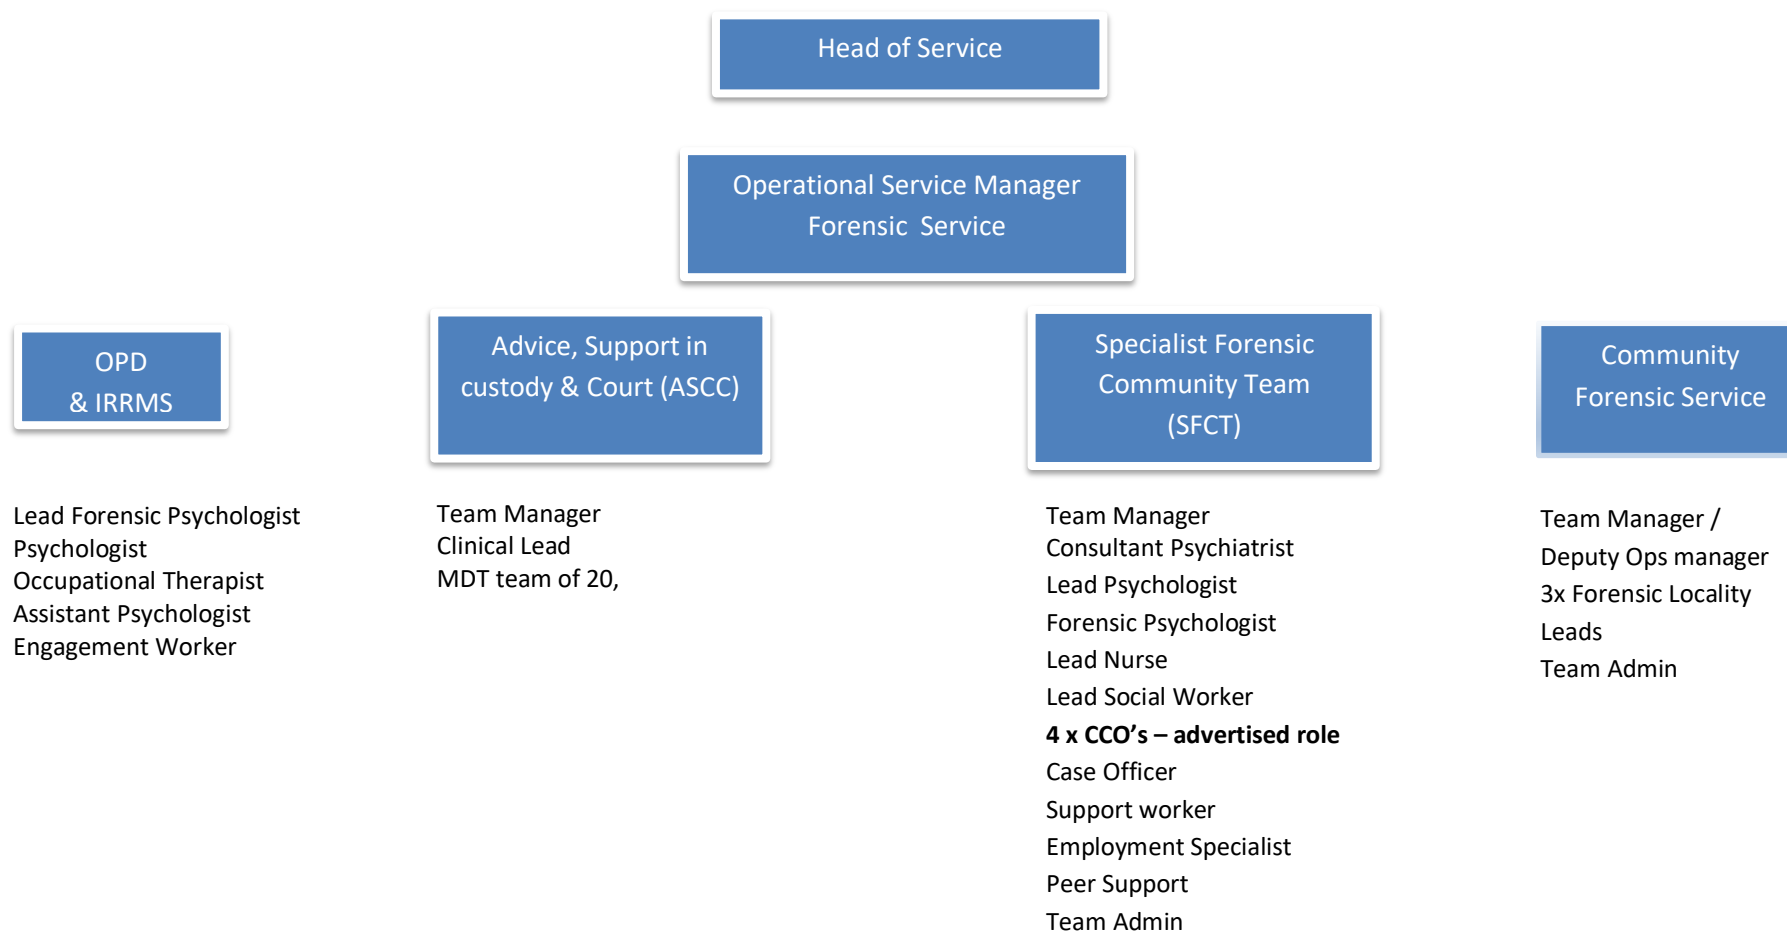 Head of Service
Operational Service Manager
Forensic  Service
OPD
& IRRMS
Advice, Support in
custody & Court (ASCC)
Specialist Forensic
Community Team
(SFCT)
Community
Forensic Service
Lead Forensic Psychologist
Psychologist
Occupational Therapist
Assistant Psychologist
Engagement Worker
Team Manager
Clinical Lead
MDT team of 20,
Team Manager
Consultant Psychiatrist
Lead Psychologist
Forensic Psychologist
Lead Nurse
Lead Social Worker
4 x CCO’s – advertised role
Case Officer
Support worker
Employment Specialist
Peer Support
Team Admin
Team Manager /
Deputy Ops manager
3x Forensic Locality
Leads
Team Admin